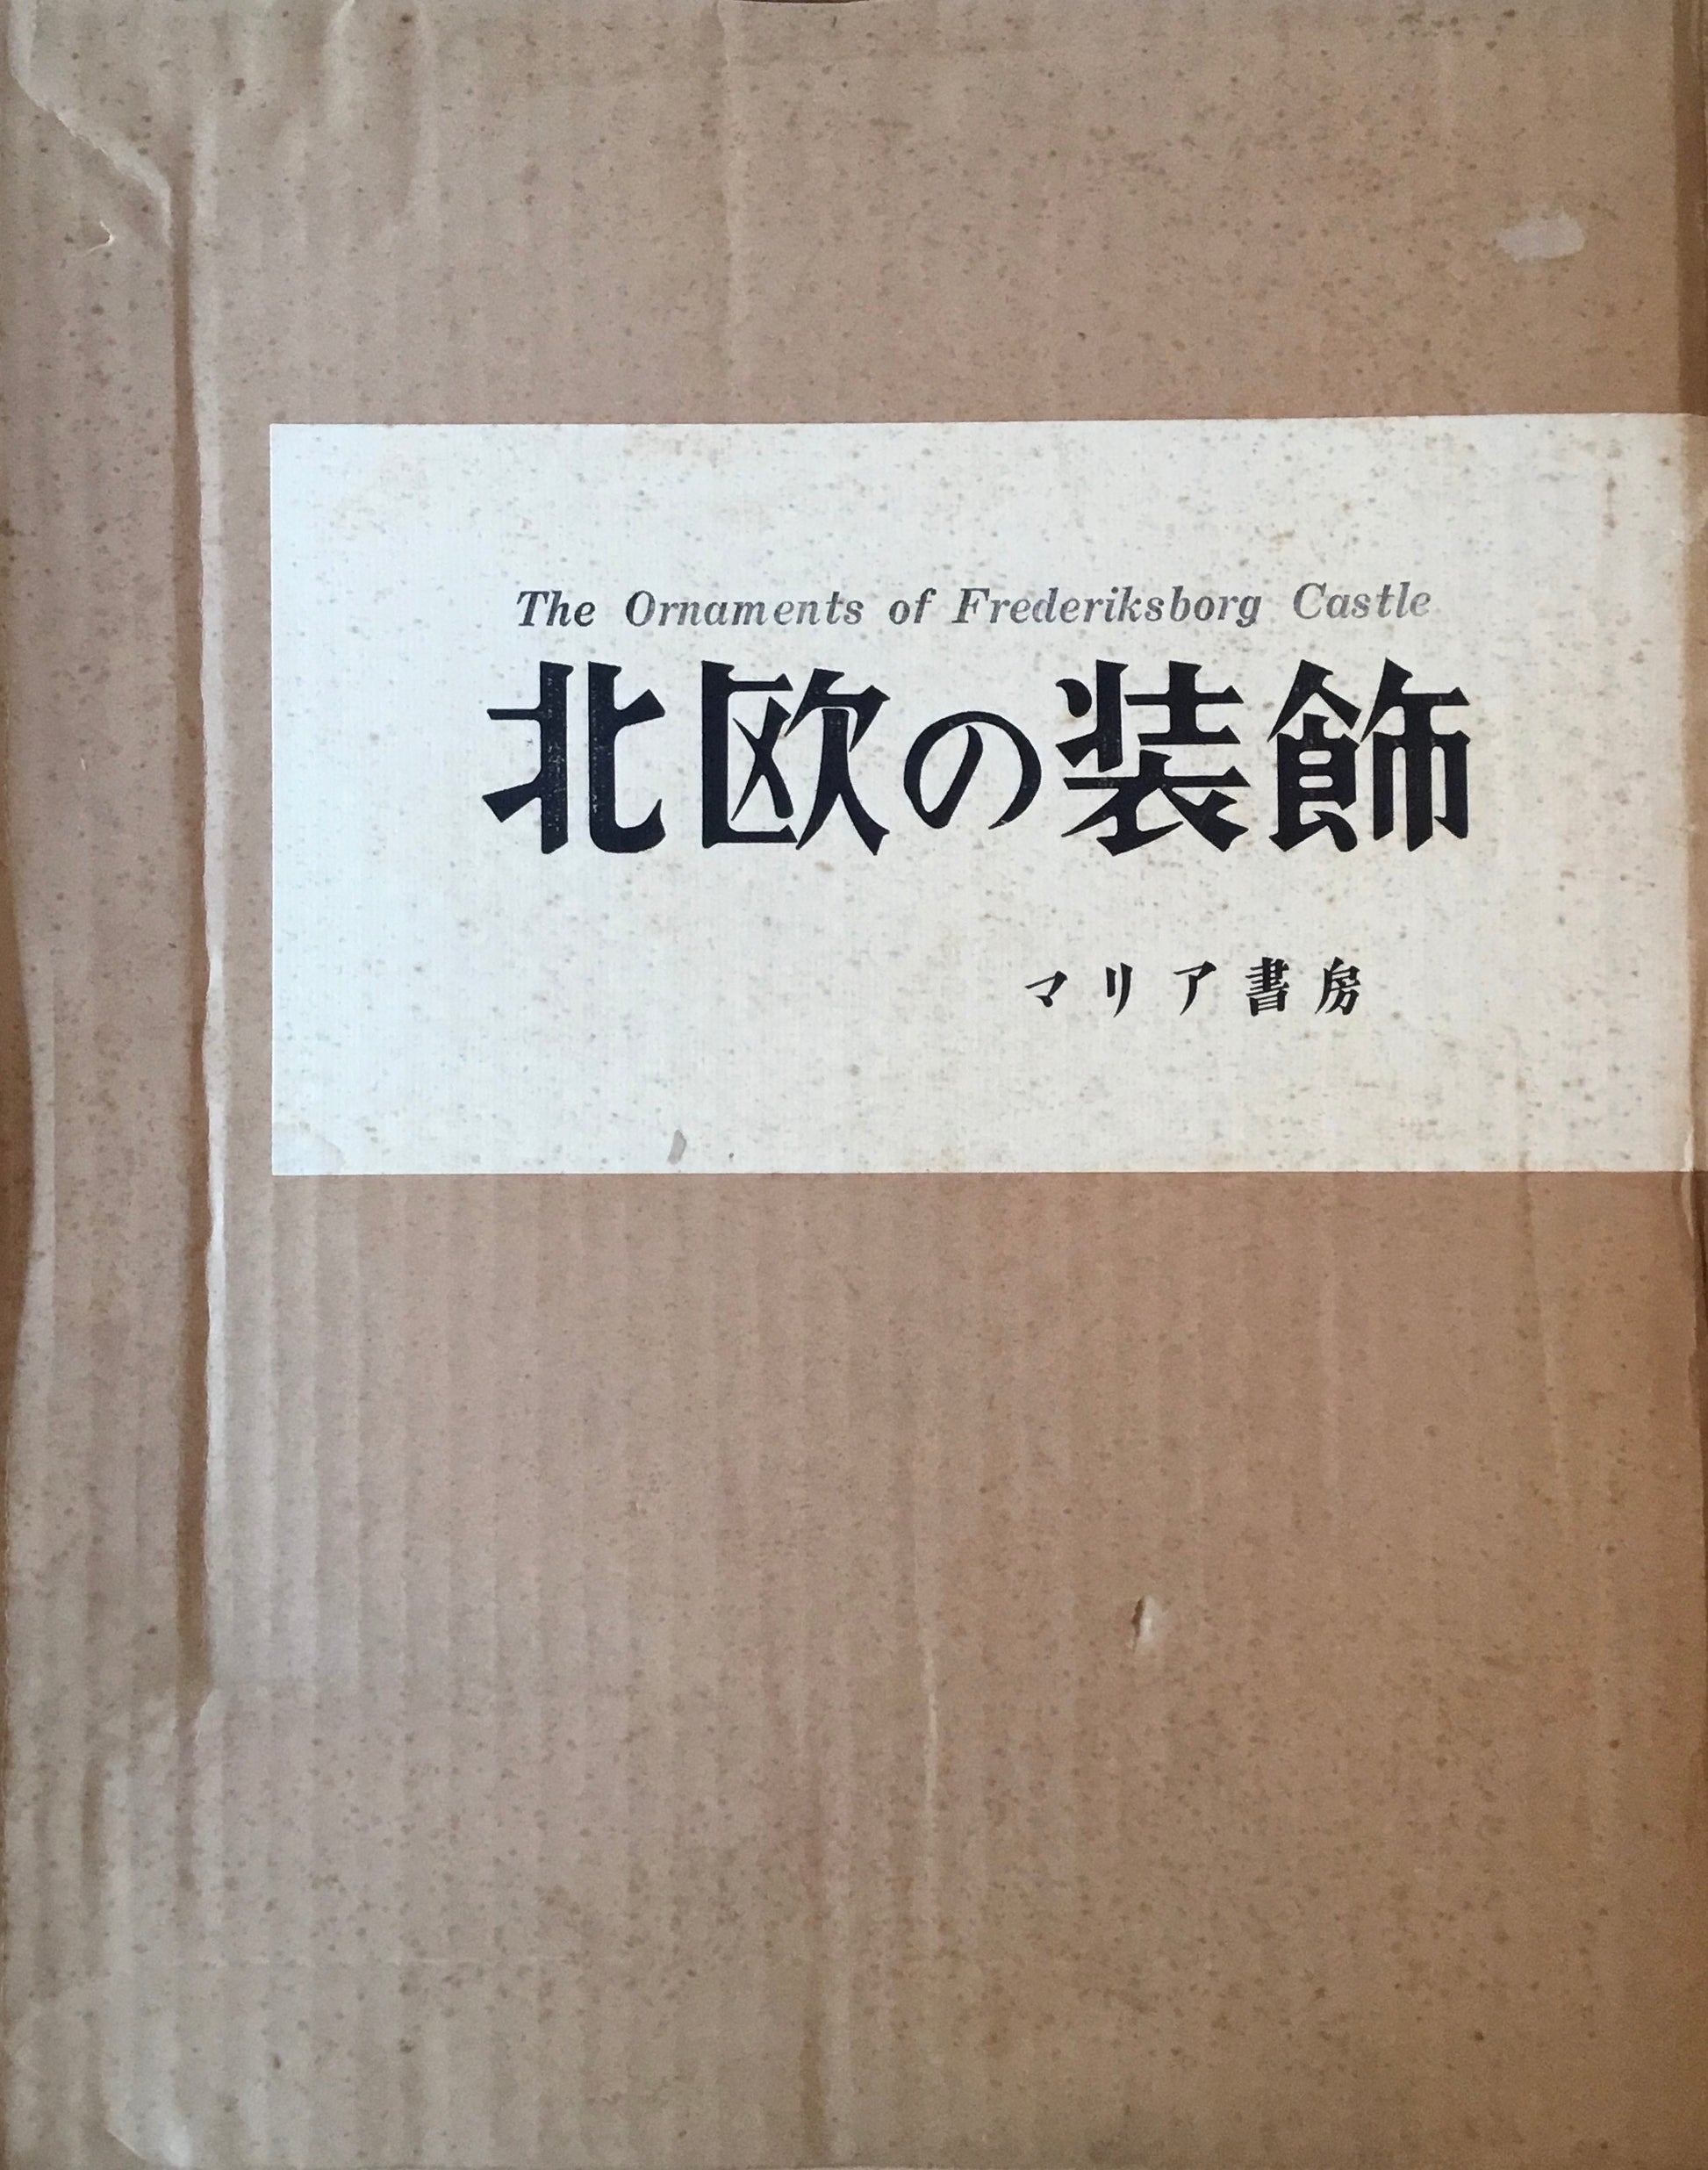 The Ornaments of Frederiksborg Castle
北欧の装飾
マリア書房